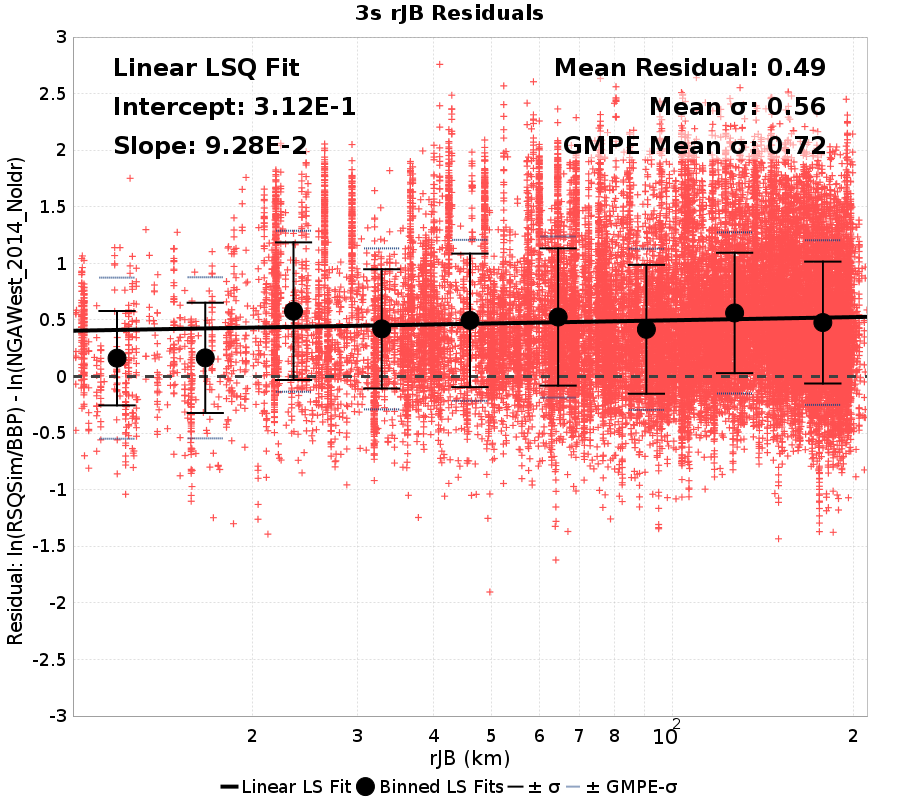 3s rJB Residuals
Linear LSQ Fit
Intercept: 3.12E-1
Slope: 9.28E-2
Mean Residual: 0.49
Mean σ: 0.56
GMPE Mean σ: 0.72
Residual: ln(RSQSim/BBP) - ln(NGAWest_2014_NoIdr)
3
2.5
2
1.5
1
0.5
0
-0.5
-1
-1.5
-2
-2.5
-3
2 3 4 5 6 7 8 10² 2
rJB (km)
Linear LS Fit Binned LS Fits ± σ ± GMPE-σ